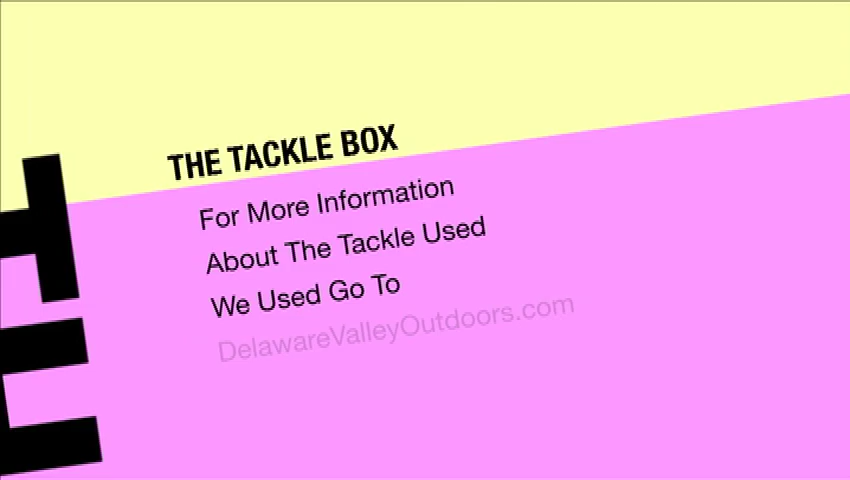 THE TACKLE BOX
For More Information
About The Tackle Used
We Used Go To
DelawareValleyOutdoors.com